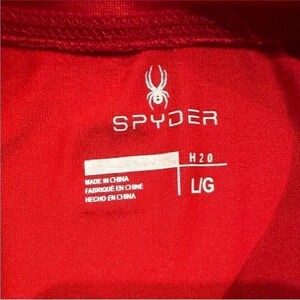 SPYDER
H20
MADE IN CHINA
FABRIQUÉ EN CHINE
HECHO EN CHINA
L/G